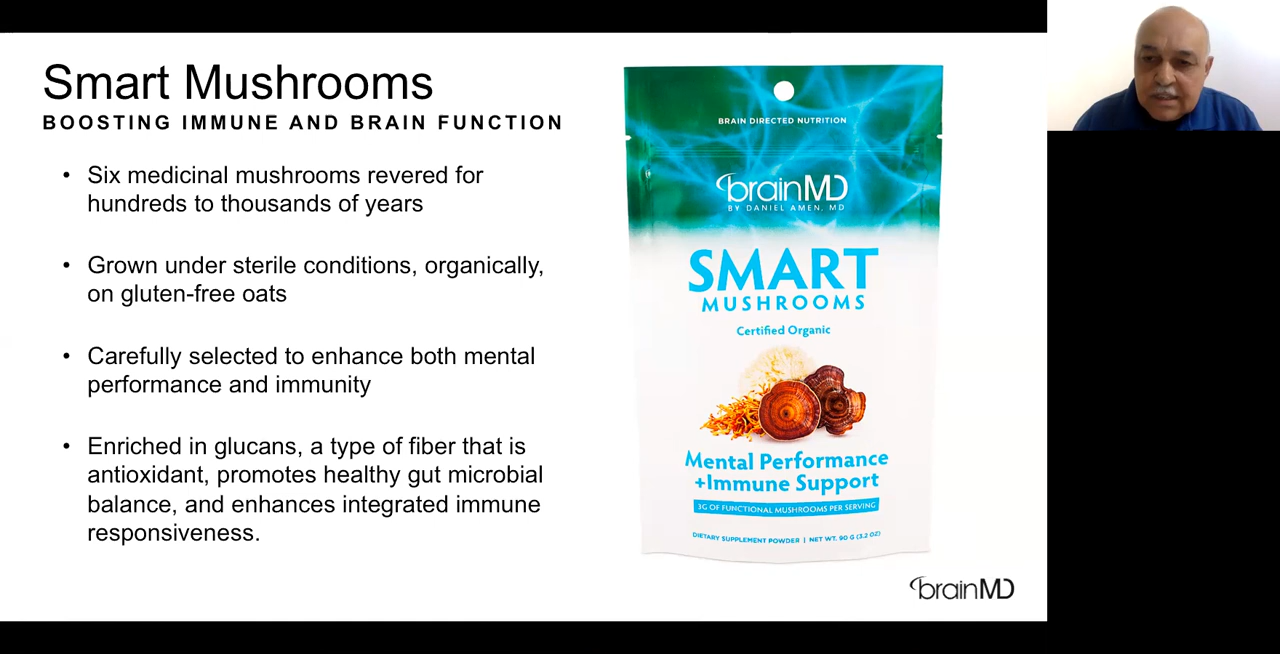 Smart Mushrooms
BOOSTING IMMUNE AND BRAIN FUNCTION
• Six medicinal mushrooms revered for
hundreds to thousands of years
• Grown under sterile conditions, organically,
on gluten-free oats
• Carefully selected to enhance both mental
performance and immunity
• Enriched in glucans, a type of fiber that is
antioxidant, promotes healthy gut microbial
balance, and enhances integrated immune
responsiveness.
BRAIN DIRECTED NUTRITION
brainMD
BY DANIEL AMEN, MD
SMART
MUSHROOMS
Certified Organic
Mental Performance
+Immune Support
3G OF FUNCTIONAL MUSHROOMS PER SERVING
DIETARY SUPPLEMENT POWDER | NET WT. 90 G (3.2 OZ)
brainMD